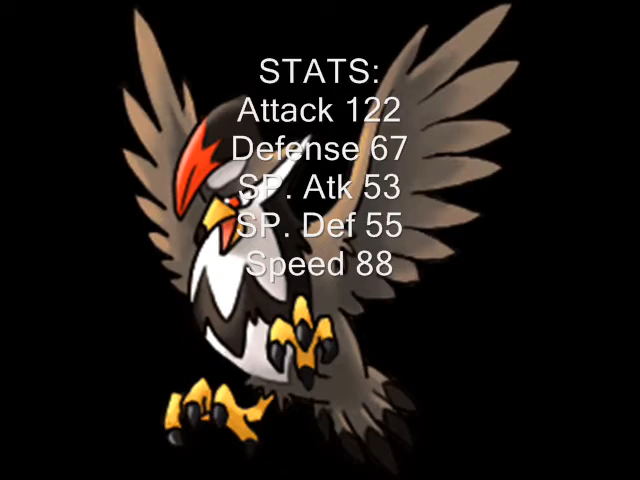 STATS:
Attack 122
Defense 67
SP. Atk 53
SP. Def 55
Speed 88